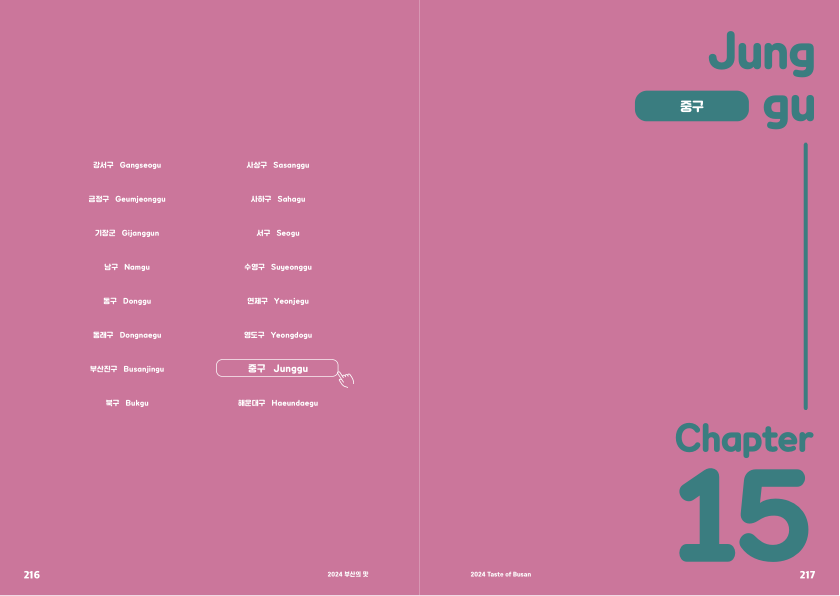 강서구 Gangseogu
금정구 Geumjeonggu
기장군 Gijanggun
남구 Namgu
동구 Donggu
동래구 Dongnaegu
부산진구 Busanjingu
북구 Bukgu
사상구 Sasanggu
사하구 Sahagu
서구 Seogu
수영구 Suyeonggu
연제구 Yeonjegu
영도구 Yeongdogu
중구 Junggu
해운대구 Haeundaegu
216
2024 부산의 맛
Jung
중구 gu
Chapter
15
2024 Taste of Busan
217